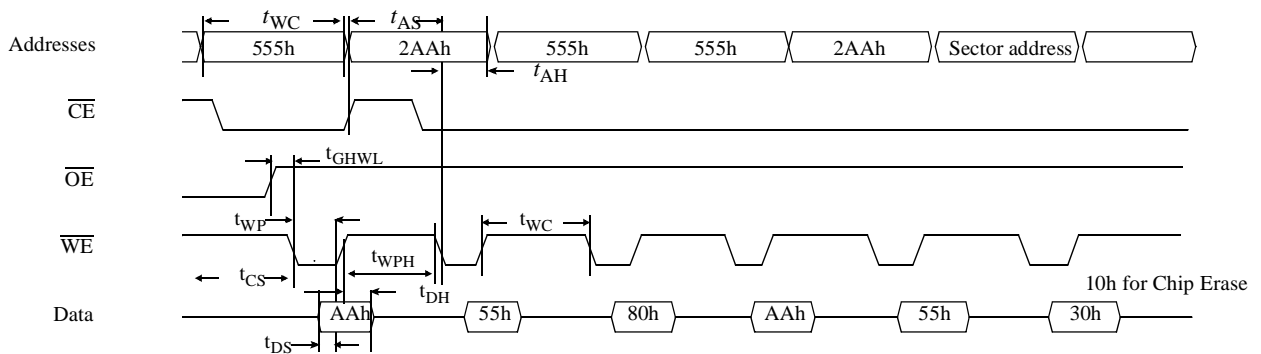 tWC tAS
Addresses 555h 2AAh 555h 555h 2AAh Sector address
tAH
CE
tGHWL
OE
tWP tWC
WE
tCS tWPH
tDH 10h for Chip Erase
Data AAh 55h 80h AAh 55h 30h
tDS